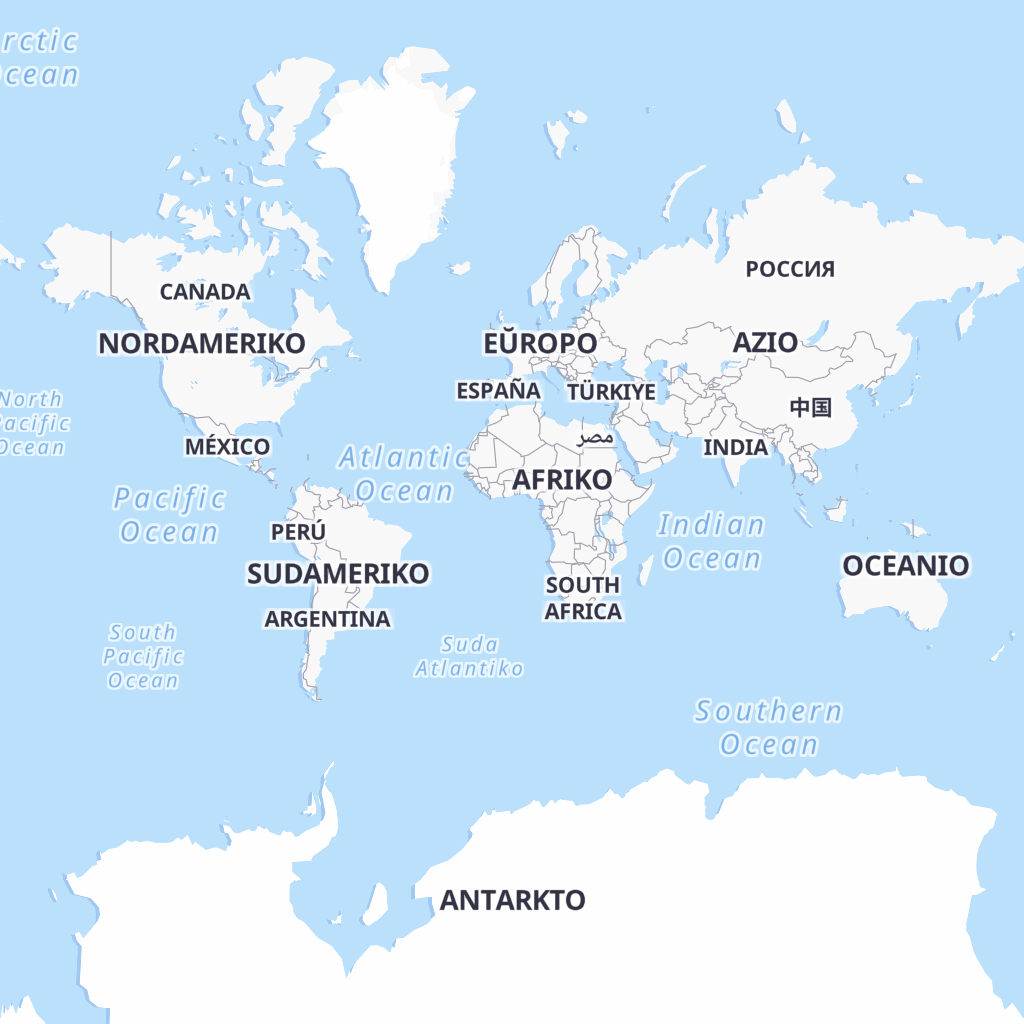 rctic
cean
РОССИЯ
CANADA
NORDAMERIKO
EŬROPO
AZIO
ESPAÑA
TÜRKIYE
North
Pacific
Ocean
中国
مصر
MÉXICO
INDIA
Atlantic
Ocean
AFRIKO
Pacific
Ocean
PERÚ
Indian
Ocean
SUDAMERIKO
OCEANIO
SOUTH
AFRICA
ARGENTINA
South
Pacific
Ocean
Suda
Atlantiko
Southern
Ocean
ANTARKTO